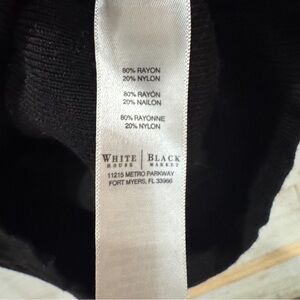 80% RAYON
20% NYLON
80% RAYÓN
20% NAILON
80% RAYONNE
20% NYLON
WHITE | BLACK
HOUSE | MARKET
11215 METRO PARKWAY
FORT MYERS, FL 33966